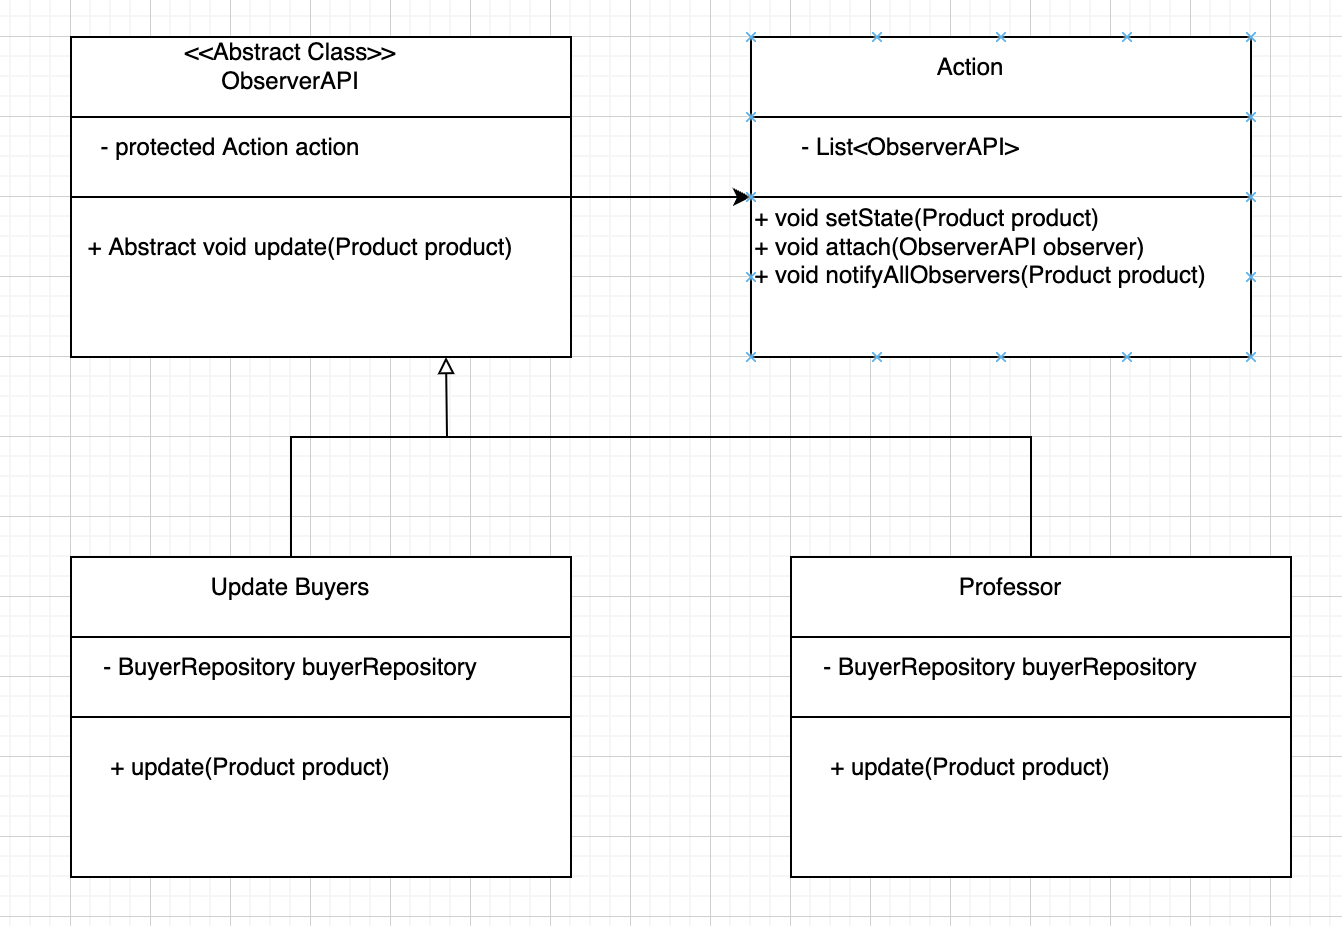 <<Abstract Class>>
ObserverAPI
- protected Action action
+ Abstract void update(Product product)
Action
- List<ObserverAPI>
+ void setState(Product product)
+ void attach(ObserverAPI observer)
+ void notifyAllObservers(Product product)
Update Buyers
- BuyerRepository buyerRepository
+ update(Product product)
Professor
- BuyerRepository buyerRepository
+ update(Product product)